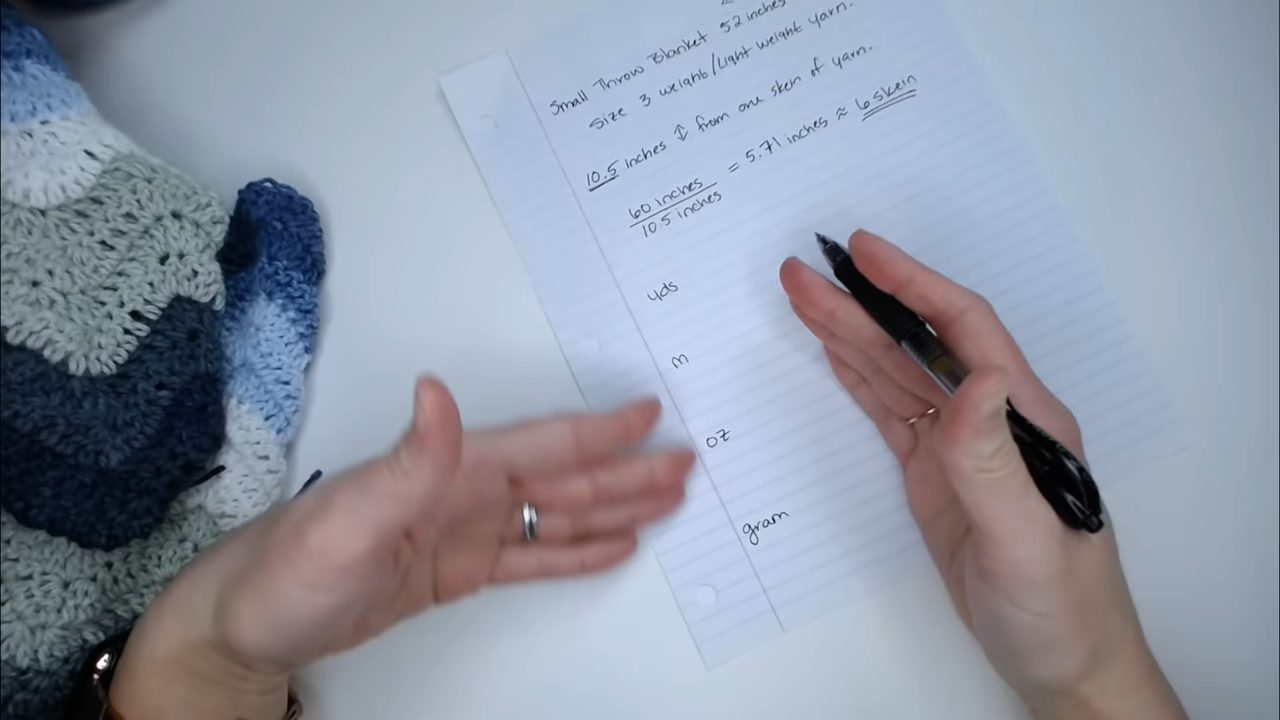 Small Throw Blanket 52 inches
Size 3 weight/Light weight yarn.
10.5 inches ↕ from one skein of yarn.
60 inches
10.5 inches
= 5.71 inches ≈ 6 skein
yds
m
oz
gram